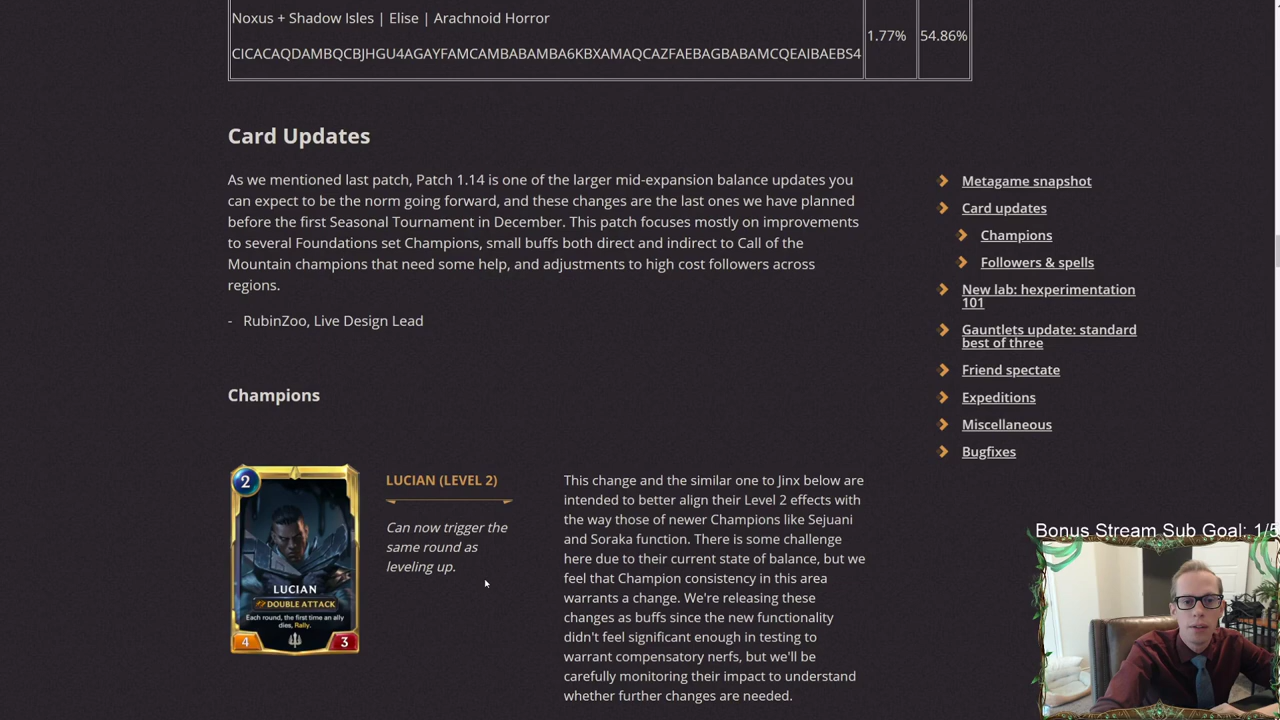 Noxus + Shadow Isles | Elise | Arachnoid Horror
CICACAQDAMBQCBJHGU4AGAYFAMCAMBABAMBA6KBXAMAQCAZFAEBAGBABAMCQEAIBAEBS4
1.77%
54.86%
Card Updates
As we mentioned last patch, Patch 1.14 is one of the larger mid-expansion balance updates you
can expect to be the norm going forward, and these changes are the last ones we have planned
before the first Seasonal Tournament in December. This patch focuses mostly on improvements
to several Foundations set Champions, small buffs both direct and indirect to Call of the
Mountain champions that need some help, and adjustments to high cost followers across
regions.
- RubinZoo, Live Design Lead
Champions
2
LUCIAN
DOUBLE ATTACK
Each round, the first time an ally
dies, Rally.
4
3
LUCIAN (LEVEL 2)
Can now trigger the
same round as
leveling up.
This change and the similar one to Jinx below are
intended to better align their Level 2 effects with
the way those of newer Champions like Sejuani
and Soraka function. There is some challenge
here due to their current state of balance, but we
feel that Champion consistency in this area
warrants a change. We're releasing these
changes as buffs since the new functionality
didn't feel significant enough in testing to
warrant compensatory nerfs, but we'll be
carefully monitoring their impact to understand
whether further changes are needed.
Metagame snapshot
Card updates
Champions
Followers & spells
New lab: hexperimentation
101
Gauntlets update: standard
best of three
Friend spectate
Expeditions
Miscellaneous
Bugfixes
Bonus Stream Sub Goal: 1/5